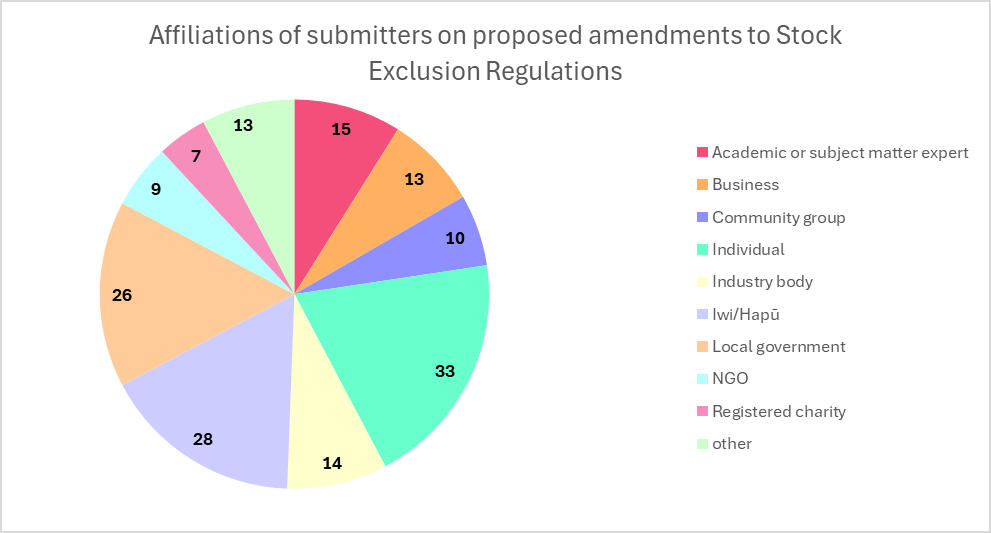 Affiliations of submitters on proposed amendments to Stock
Exclusion Regulations
15
13
10
33
14
28
26
9
7
13
Academic or subject matter expert
Business
Community group
Individual
Industry body
Iwi/Hapū
Local government
NGO
Registered charity
other